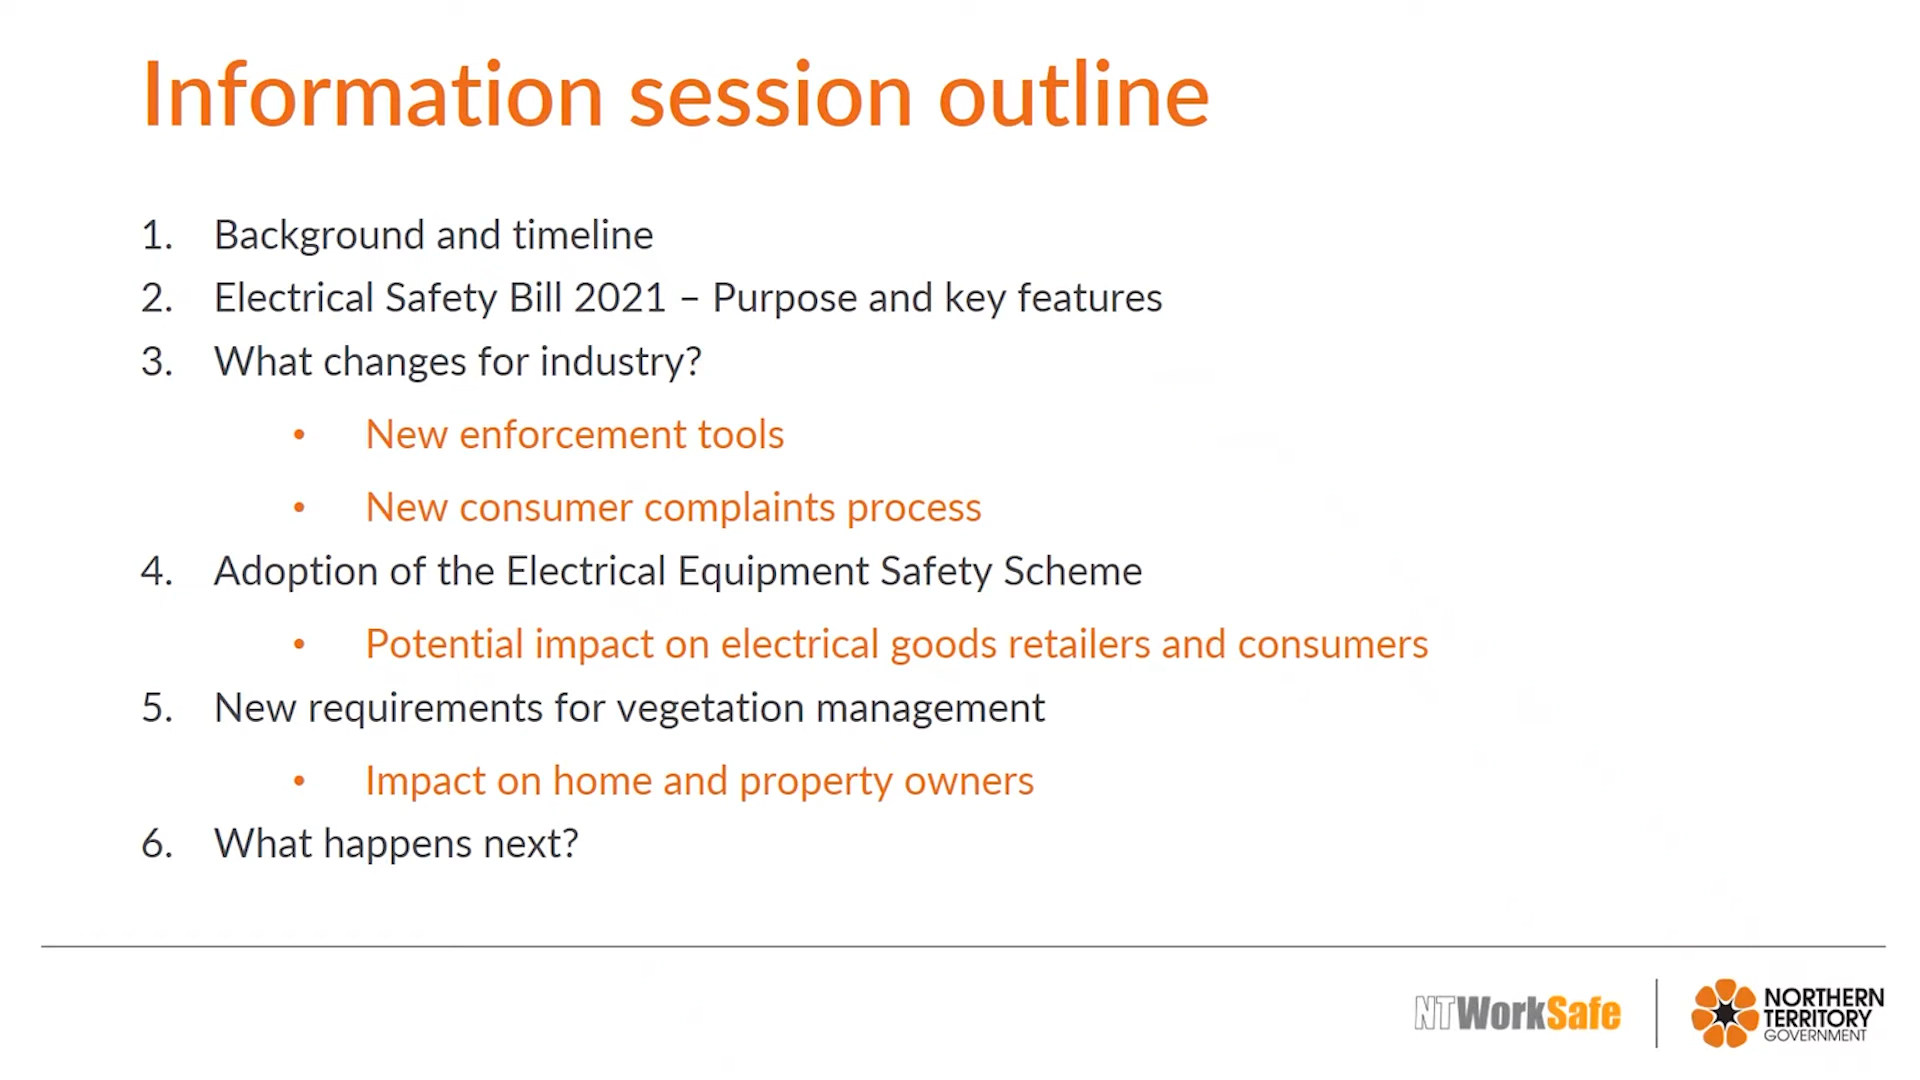 Information session outline
1. Background and timeline
2. Electrical Safety Bill 2021 – Purpose and key features
3. What changes for industry?
• New enforcement tools
• New consumer complaints process
4. Adoption of the Electrical Equipment Safety Scheme
• Potential impact on electrical goods retailers and consumers
5. New requirements for vegetation management
• Impact on home and property owners
6. What happens next?
NTWorkSafe
NORTHERN
TERRITORY
GOVERNMENT